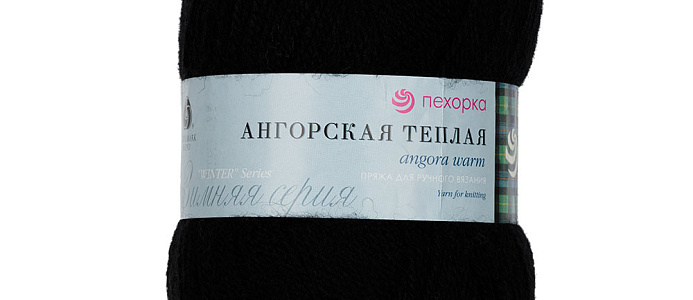 пехорка
АНГОРСКАЯ ТЕПЛАЯ
angora warm
ПРЯЖА ДЛЯ РУЧНОГО ВЯЗАНИЯ
"WINTER" Series
Yarn for knitting
Зимняя серия